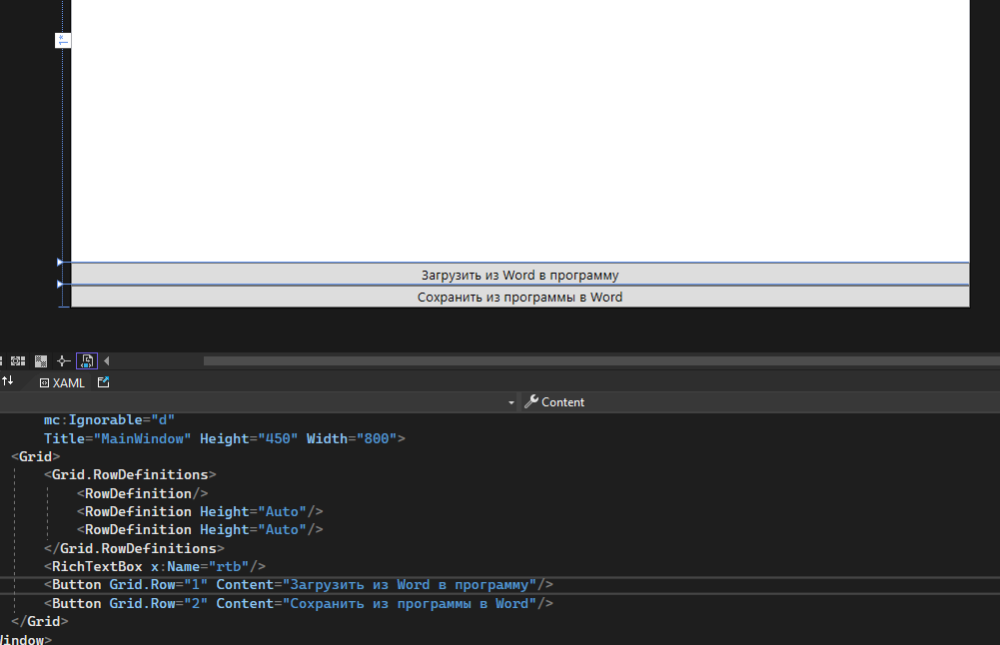 Загрузить из Word в программу
Сохранить из программы в Word
XAML
Content
mc:Ignorable="d"
Title="MainWindow" Height="450" Width="800">
<Grid>
<Grid.RowDefinitions>
<RowDefinition/>
<RowDefinition Height="Auto"/>
<RowDefinition Height="Auto"/>
</Grid.RowDefinitions>
<RichTextBox x:Name="rtb"/>
<Button Grid.Row="1" Content="Загрузить из Word в программу"/>
<Button Grid.Row="2" Content="Сохранить из программы в Word"/>
</Grid>
Window>